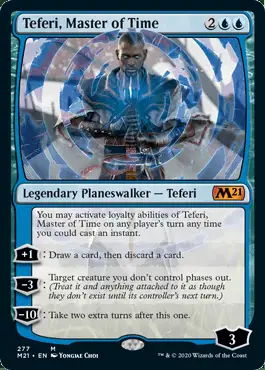 Teferi, Master of Time 2
M21
Legendary Planeswalker — Teferi
You may activate loyalty abilities of Teferi,
Master of Time on any player's turn any time
you could cast an instant.
+1: Draw a card, then discard a card.
Target creature you don't control phases out.
-3: (Treat it and anything attached to it as though
they don't exist until its controller's next turn.)
-10: Take two extra turns after this one.
3
277 M
M21 • EN YONGJAE CHOI ™ & © 2020 Wizards of the Coast